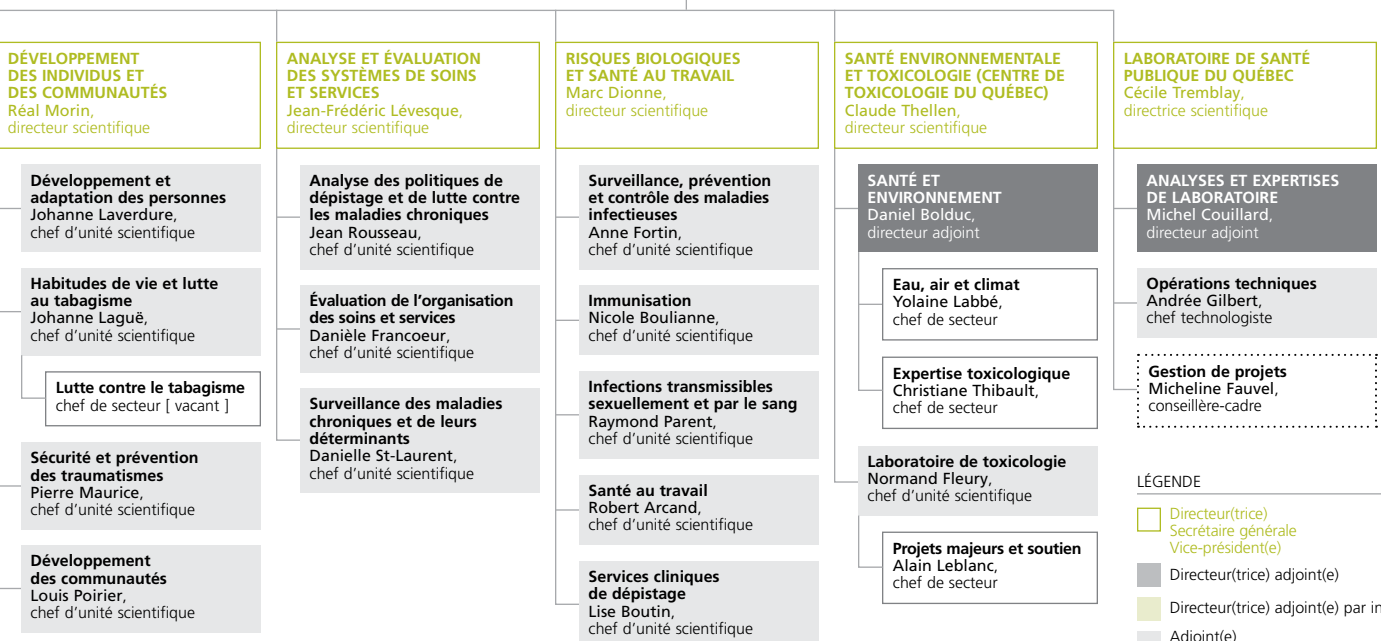 DÉVELOPPEMENT
DES INDIVIDUS ET
DES COMMUNAUTÉS
Réal Morin,
directeur scientifique
Développement et
adaptation des personnes
Johanne Laverdure,
chef d’unité scientifique
Habitudes de vie et lutte
au tabagisme
Johanne Laguë,
chef d’unité scientifique
Lutte contre le tabagisme
chef de secteur [ vacant ]
Sécurité et prévention
des traumatismes
Pierre Maurice,
chef d’unité scientifique
Développement
des communautés
Louis Poirier,
chef d’unité scientifique
ANALYSE ET ÉVALUATION
DES SYSTÈMES DE SOINS
ET SERVICES
Jean-Frédéric Lévesque,
directeur scientifique
Analyse des politiques de
dépistage et de lutte contre
les maladies chroniques
Jean Rousseau,
chef d’unité scientifique
Évaluation de l’organisation
des soins et services
Danièle Francoeur,
chef d’unité scientifique
Surveillance des maladies
chroniques et de leurs
déterminants
Danielle St-Laurent,
chef d’unité scientifique
RISQUES BIOLOGIQUES
ET SANTÉ AU TRAVAIL
Marc Dionne,
directeur scientifique
Surveillance, prévention
et contrôle des maladies
infectieuses
Anne Fortin,
chef d’unité scientifique
Immunisation
Nicole Boulianne,
chef d’unité scientifique
Infections transmissibles
sexuellement et par le sang
Raymond Parent,
chef d’unité scientifique
Santé au travail
Robert Arcand,
chef d’unité scientifique
Services cliniques
de dépistage
Lise Boutin,
chef d’unité scientifique
SANTÉ ENVIRONNEMENTALE
ET TOXICOLOGIE (CENTRE DE
TOXICOLOGIE DU QUÉBEC)
Claude Thellen,
directeur scientifique
SANTÉ ET
ENVIRONNEMENT
Daniel Bolduc,
directeur adjoint
Eau, air et climat
Yolaine Labbé,
chef de secteur
Expertise toxicologique
Christiane Thibault,
chef de secteur
Laboratoire de toxicologie
Normand Fleury,
chef d’unité scientifique
Projets majeurs et soutien
Alain Leblanc,
chef de secteur
LABORATOIRE DE SANTÉ
PUBLIQUE DU QUÉBEC
Cécile Tremblay,
directrice scientifique
ANALYSES ET EXPERTISES
DE LABORATOIRE
Michel Couillard,
directeur adjoint
Opérations techniques
Andrée Gilbert,
chef technologiste
Gestion de projets
Micheline Fauvel,
conseillère-cadre
LÉGENDE
Directeur(trice)
Secrétaire générale
Vice-président(e)
Directeur(trice) adjoint(e)
Directeur(trice) adjoint(e) par in
Adjoint(e)